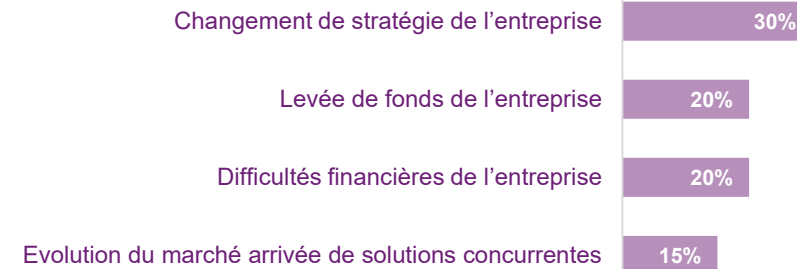 Changement de stratégie de l’entreprise 30%
Levée de fonds de l’entreprise 20%
Difficultés financières de l’entreprise 20%
Evolution du marché arrivée de solutions concurrentes 15%